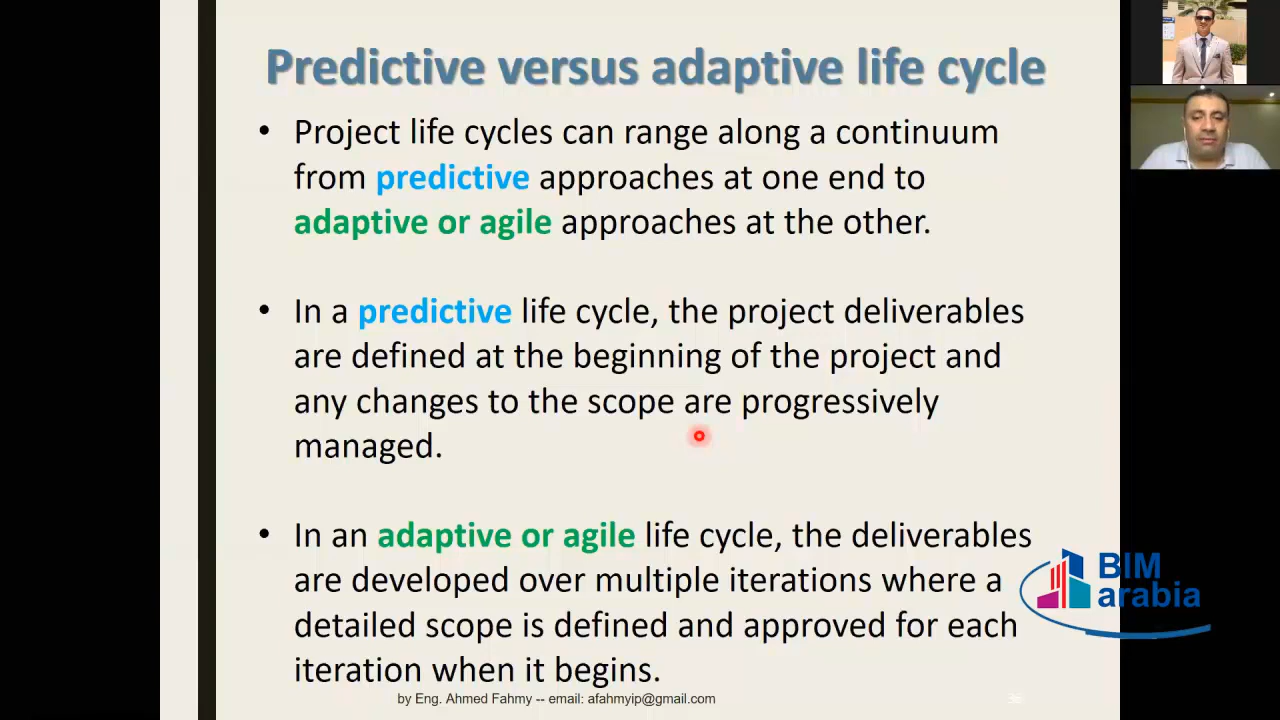 Predictive versus adaptive life cycle
• Project life cycles can range along a continuum
from predictive approaches at one end to
adaptive or agile approaches at the other.
• In a predictive life cycle, the project deliverables
are defined at the beginning of the project and
any changes to the scope are progressively
managed.
• In an adaptive or agile life cycle, the deliverables
are developed over multiple iterations where a
detailed scope is defined and approved for each
iteration when it begins.
BIM
arabia
by Eng. Ahmed Fahmy -- email: afahmyip@gmail.com